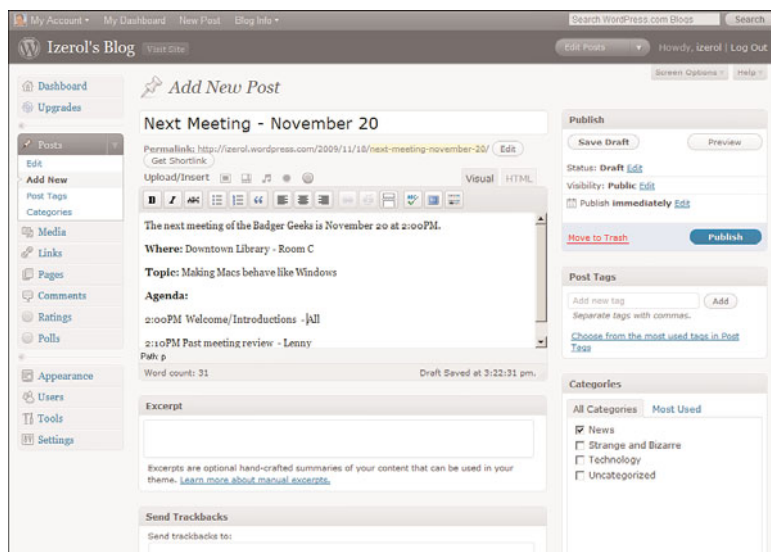 My Account My Dashboard New Post Blog Info Search WordPress.com Blogs Search
Izerol's Blog Visit Site Edit Posts Howdy, izerol | Log Out
Screen Options Help
Dashboard
Upgrades
Posts
Edit
Add New
Post Tags
Categories
Media
Links
Pages
Comments
Ratings
Polls
Appearance
Users
Tools
Settings
Add New Post
Next Meeting - November 20
Permalink: http://izerol.wordpress.com/2009/11/18/next-meeting-november-20/ Edit
Get Shortlink
Upload/Insert Visual HTML
B I ABC
The next meeting of the Badger Geeks is November 20 at 2:00PM.
Where: Downtown Library - Room C
Topic: Making Macs behave like Windows
Agenda:
2:00PM Welcome/Introductions - All
2:10PM Past meeting review - Lenny
Path: p
Word count: 31 Draft Saved at 3:22:31 pm.
Excerpt
Excerpts are optional hand-crafted summaries of your content that can be used in your
theme. Learn more about manual excerpts.
Send Trackbacks
Send trackbacks to:
Publish
Save Draft Preview
Status: Draft Edit
Visibility: Public Edit
Publish immediately Edit
Move to Trash Publish
Post Tags
Add new tag Add
Separate tags with commas.
Choose from the most used tags in Post
Tags
Categories
All Categories Most Used
News
Strange and Bizarre
Technology
Uncategorized